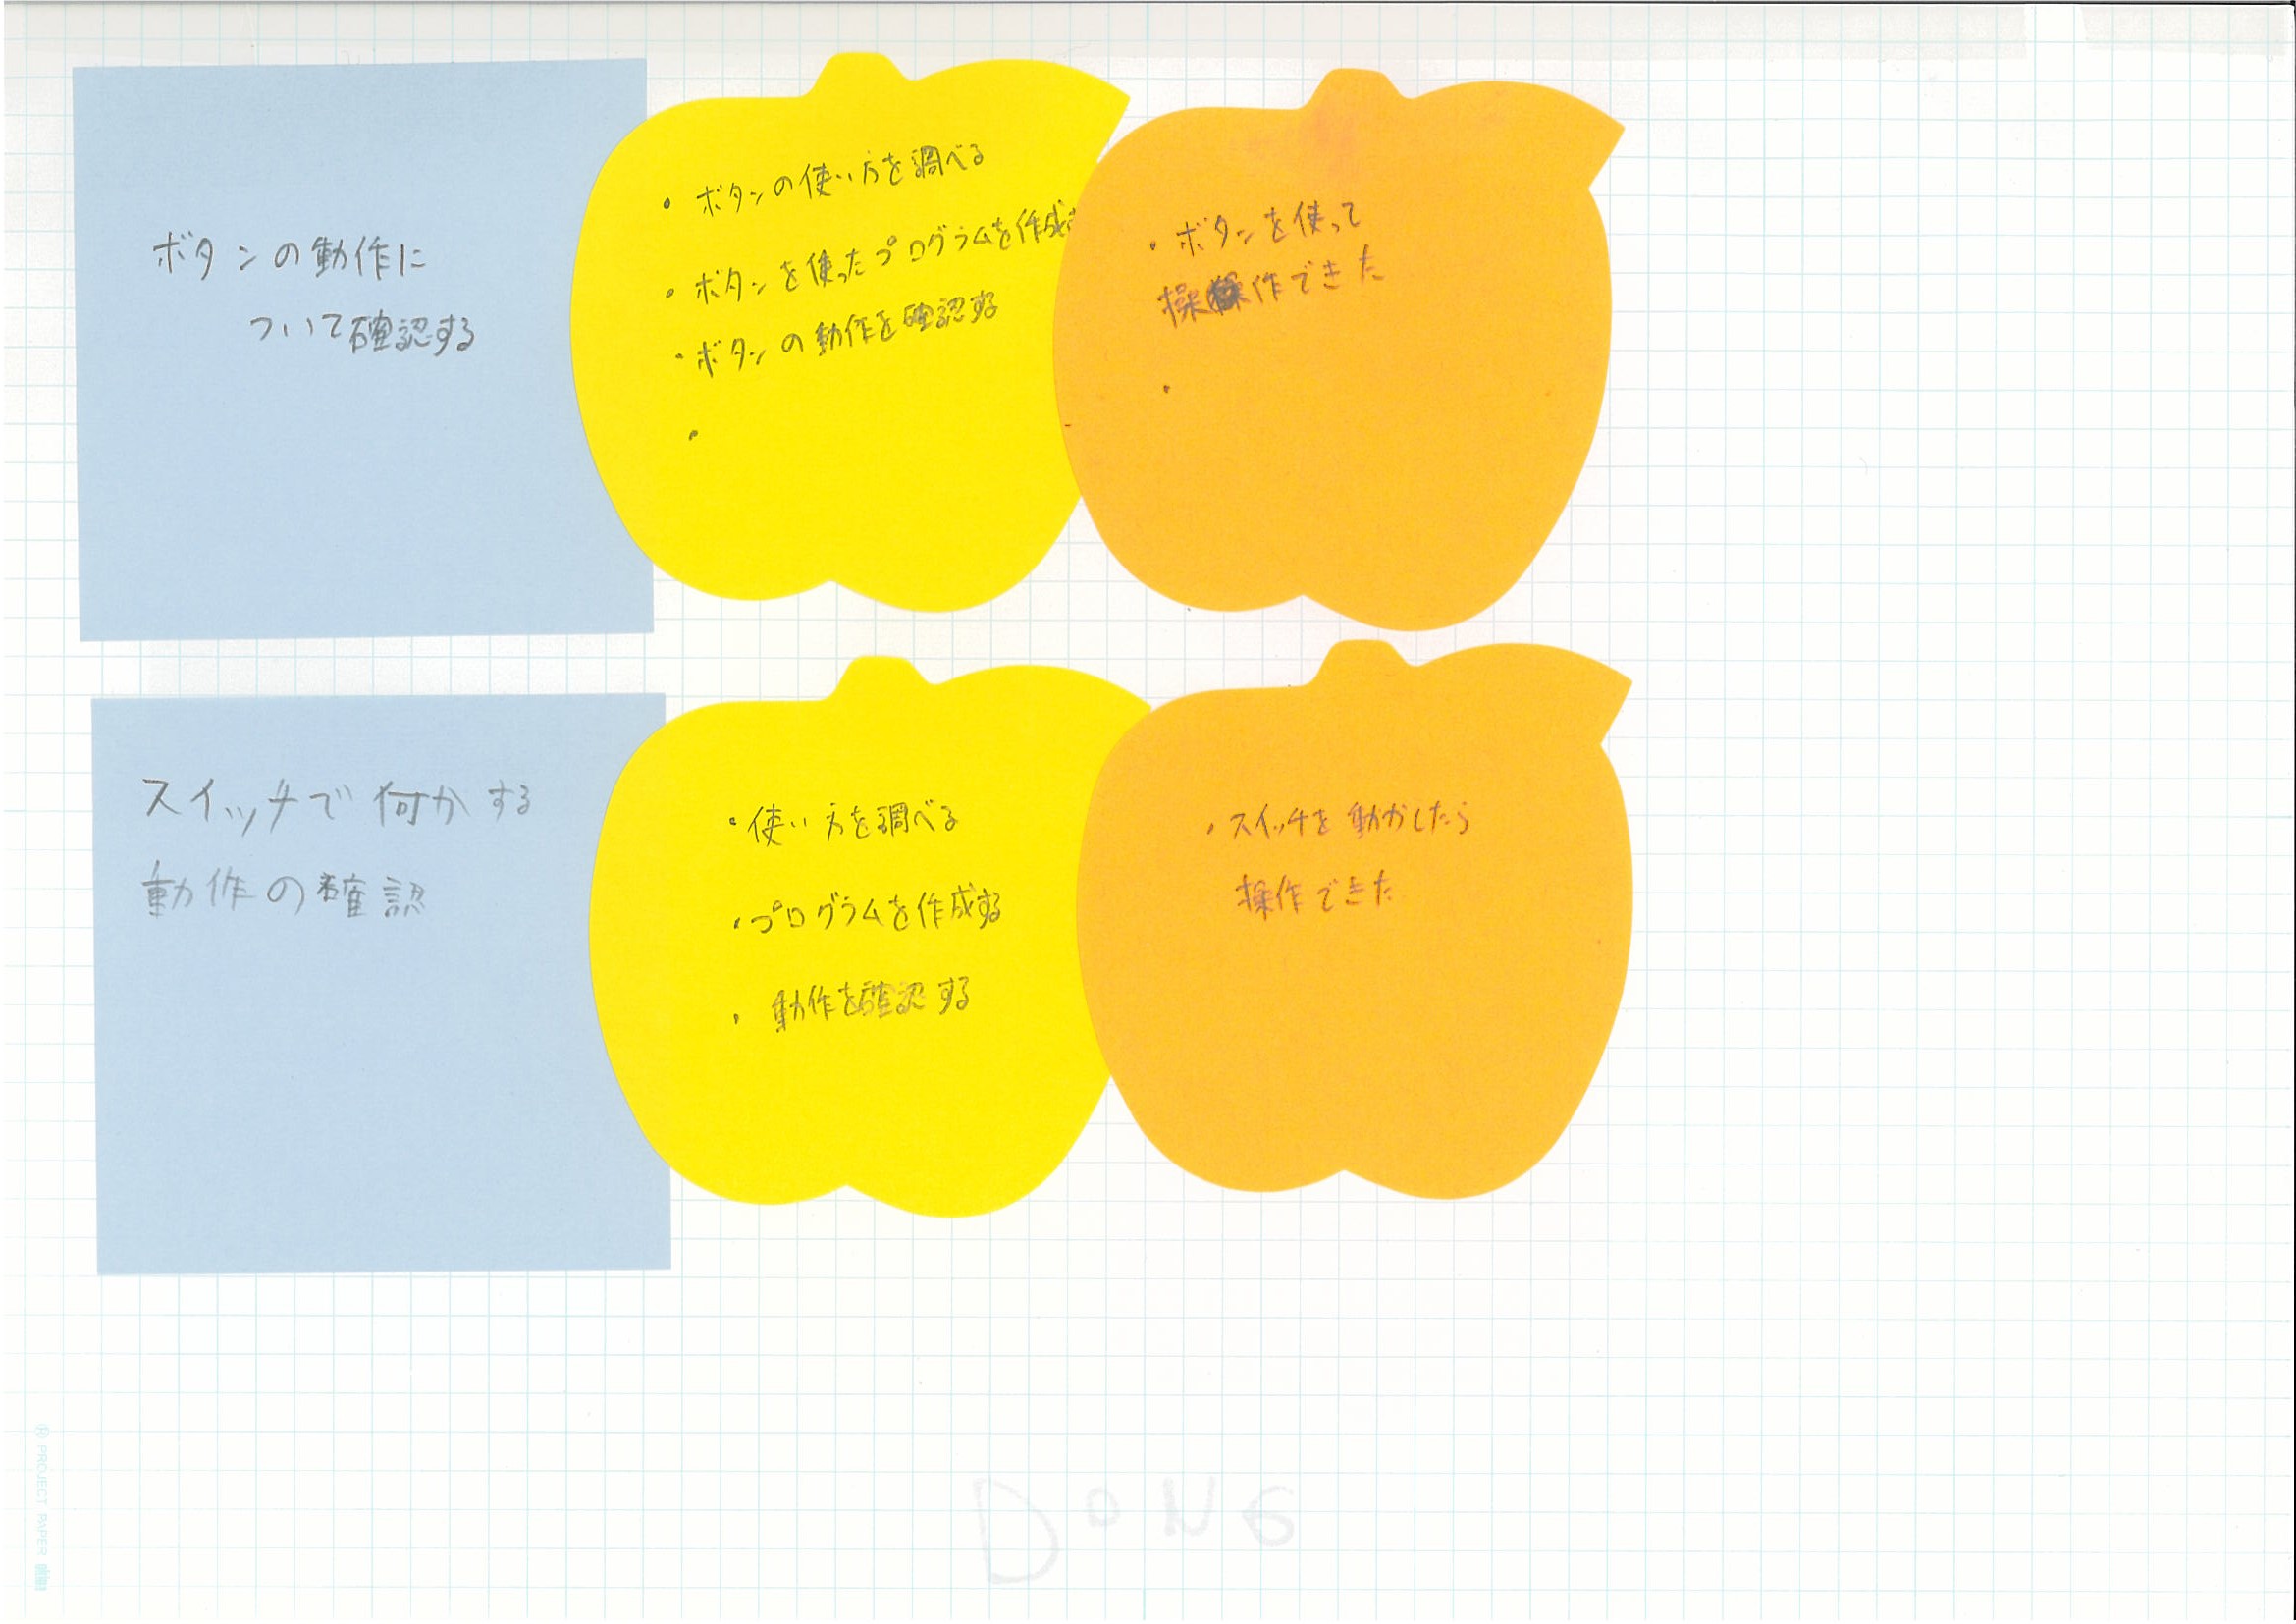 ボタンの動作に
ついて確認する
・ボタンの使い方を調べる
・ボタンを使ったプログラムを作成
・ボタンの動作を確認する
・
・ボタンを使って
操作できた
・
スイッチで何かする
動作の確認
・使い方を調べる
・プログラムを作成する
・動作を確認する
・スイッチを動かしたら
操作できた
DONE
PROJECT PAPER